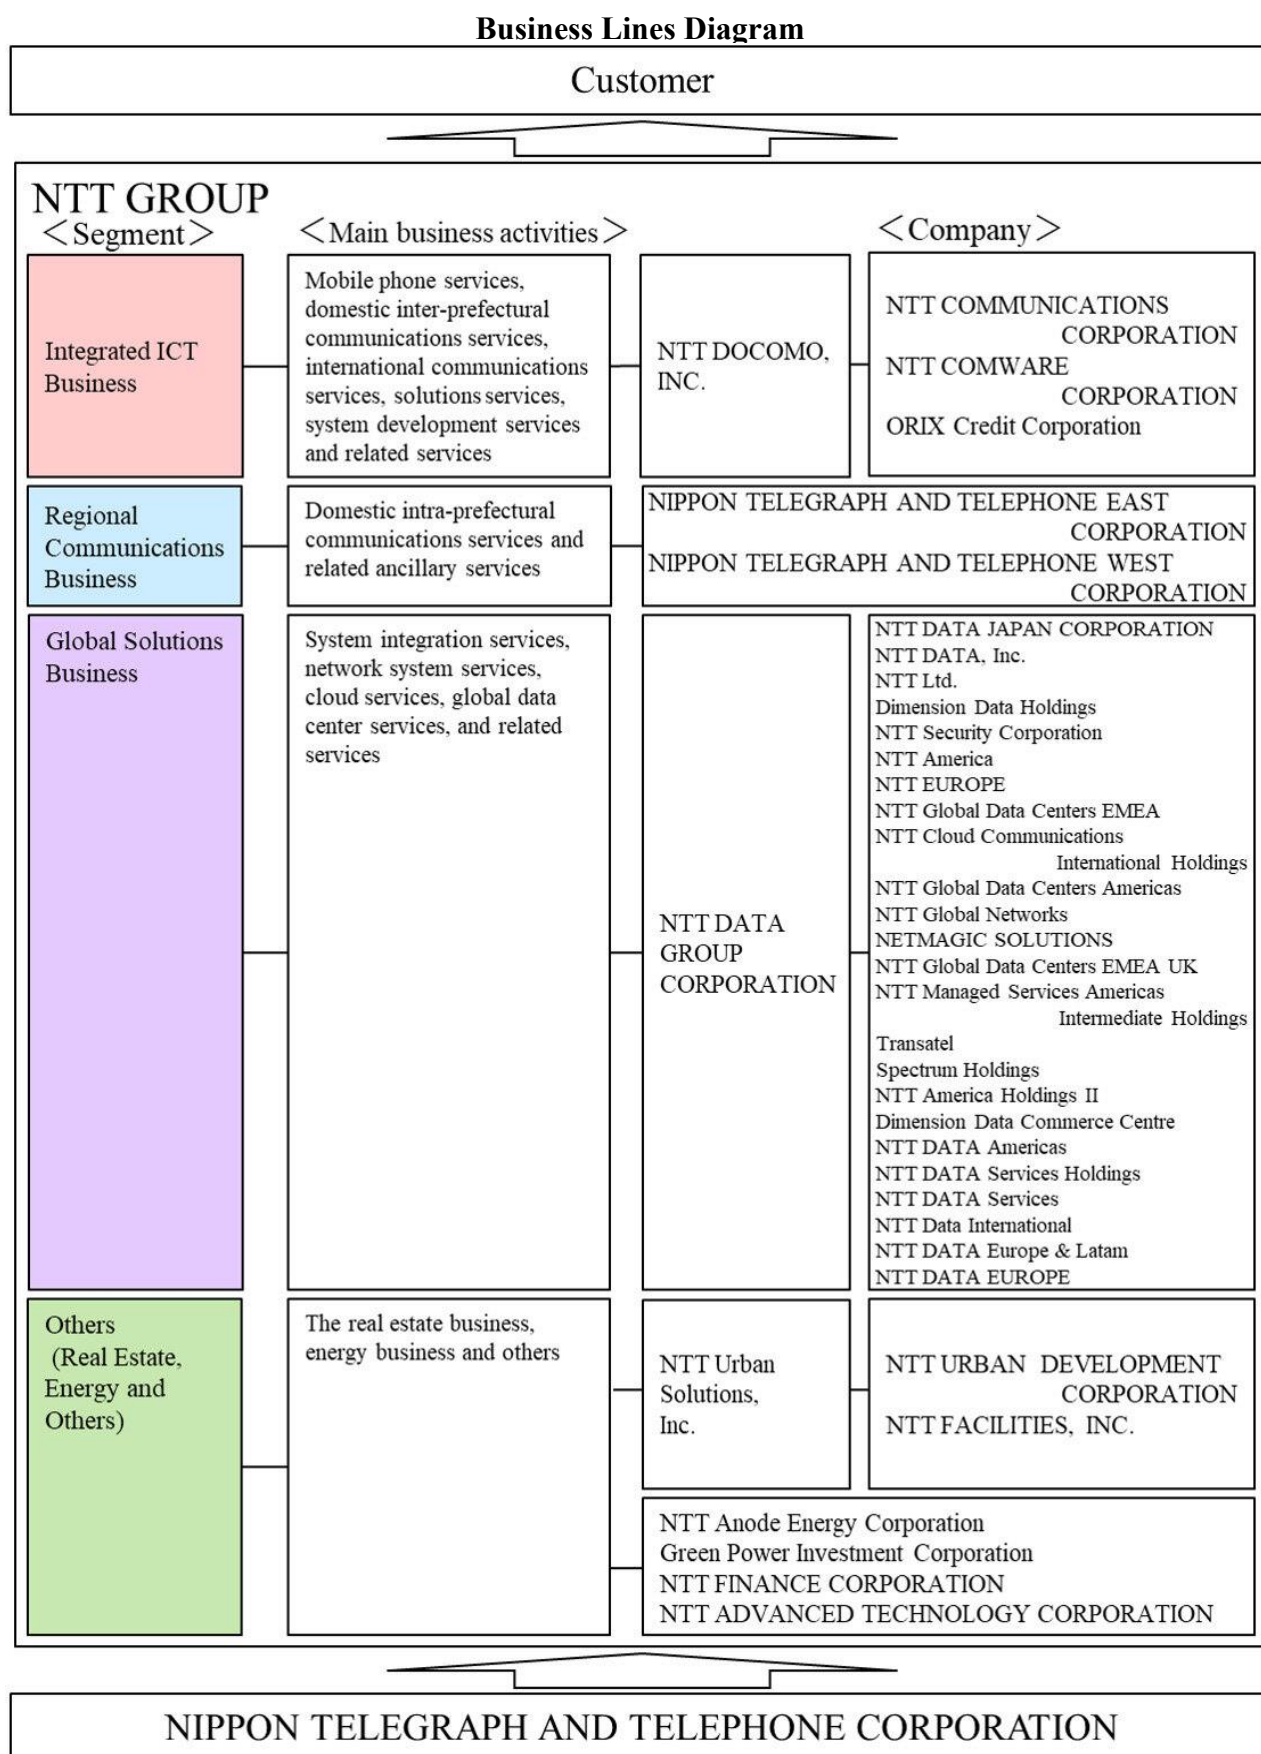 Business Lines Diagram
Customer
NTT GROUP
<Segment>
<Main business activities>
<Company>
Integrated ICT
Business
Mobile phone services,
domestic inter-prefectural
communications services,
international communications
services, solutions services,
system development services
and related services
NTT DOCOMO,
INC.
NTT COMMUNICATIONS
CORPORATION
NTT COMWARE
CORPORATION
ORIX Credit Corporation
Regional
Communications
Business
Domestic intra-prefectural
communications services and
related ancillary services
NIPPON TELEGRAPH AND TELEPHONE EAST
CORPORATION
NIPPON TELEGRAPH AND TELEPHONE WEST
CORPORATION
Global Solutions
Business
System integration services,
network system services,
cloud services, global data
center services, and related
services
NTT DATA
GROUP
CORPORATION
NTT DATA JAPAN CORPORATION
NTT DATA, Inc.
NTT Ltd.
Dimension Data Holdings
NTT Security Corporation
NTT America
NTT EUROPE
NTT Global Data Centers EMEA
NTT Cloud Communications
International Holdings
NTT Global Data Centers Americas
NTT Global Networks
NETMAGIC SOLUTIONS
NTT Global Data Centers EMEA UK
NTT Managed Services Americas
Intermediate Holdings
Transatel
Spectrum Holdings
NTT America Holdings II
Dimension Data Commerce Centre
NTT DATA Americas
NTT DATA Services Holdings
NTT DATA Services
NTT Data International
NTT DATA Europe & Latam
NTT DATA EUROPE
Others
(Real Estate,
Energy and
Others)
The real estate business,
energy business and others
NTT Urban
Solutions,
Inc.
NTT URBAN DEVELOPMENT
CORPORATION
NTT FACILITIES, INC.
NTT Anode Energy Corporation
Green Power Investment Corporation
NTT FINANCE CORPORATION
NTT ADVANCED TECHNOLOGY CORPORATION
NIPPON TELEGRAPH AND TELEPHONE CORPORATION